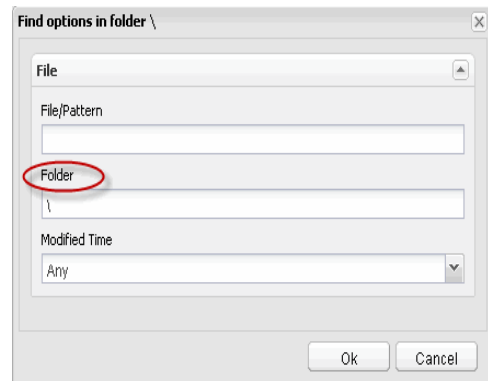 Find options in folder \
File
File/Pattern
Folder
\
Modified Time
Any
Ok
Cancel